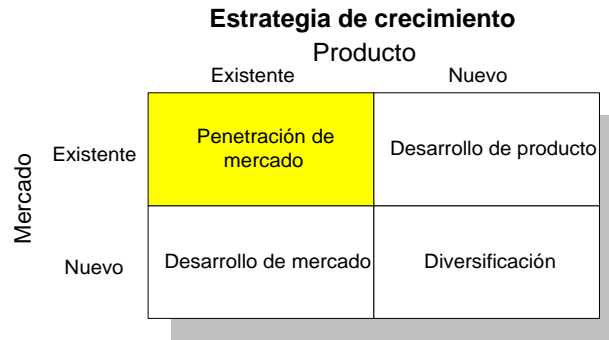 Estrategia de crecimiento
Producto
Existente Nuevo
Mercado
Existente
Penetración de
mercado
Desarrollo de producto
Nuevo
Desarrollo de mercado
Diversificación